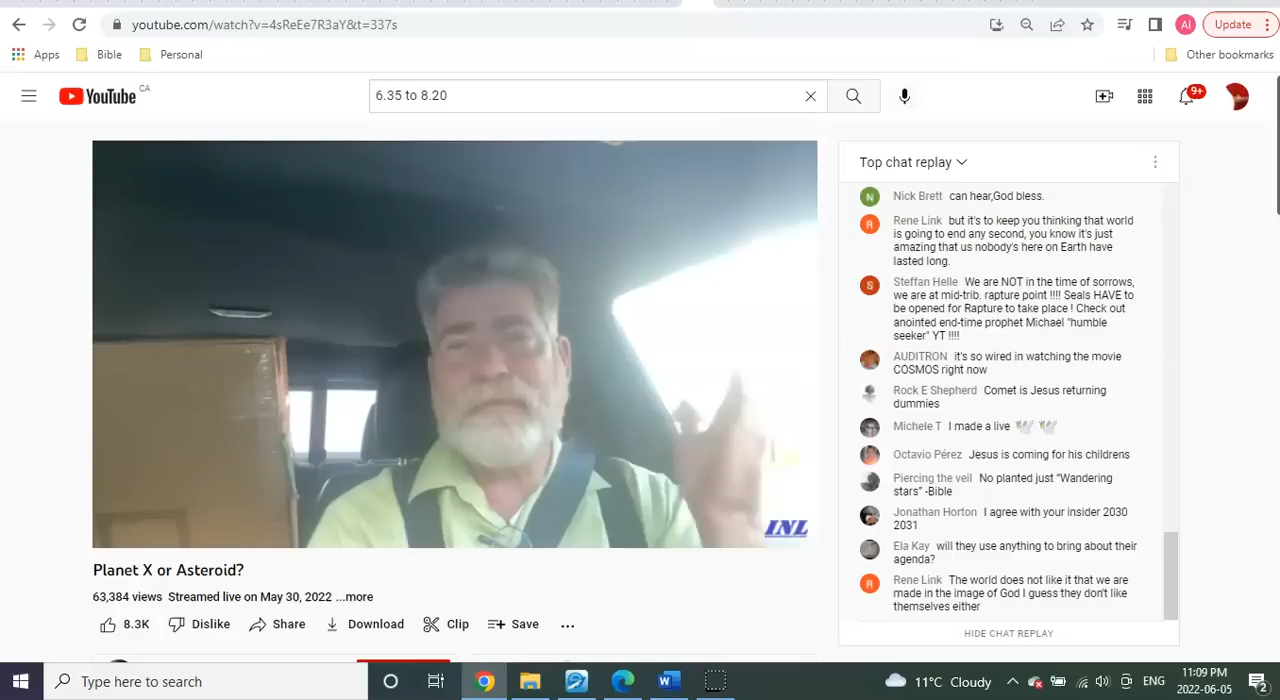 youtube.com/watch?v=4sReEe7R3aY&t=337s
AI
Update
Apps
Bible
Personal
Other bookmarks
YouTube CA
6.35 to 8.20
9+
Top chat replay
N Nick Brett can hear,God bless.
R Rene Link but it's to keep you thinking that world
is going to end any second, you know it's just
amazing that us nobody's here on Earth have
lasted long.
S Steffan Helle We are NOT in the time of sorrows,
we are at mid-trib. rapture point !!!! Seals HAVE to
be opened for Rapture to take place ! Check out
anointed end-time prophet Michael "humble
seeker" YT !!!!
AUDITRON it's so wired in watching the movie
COSMOS right now
Rock E Shepherd Comet is Jesus returning
dummies
Michele T I made a live
Octavio Pérez Jesus is coming for his childrens
Piercing the veil No planted just “Wandering
stars” -Bible
Jonathan Horton I agree with your insider 2030
2031
Ela Kay will they use anything to bring about their
agenda?
R Rene Link The world does not like it that we are
made in the image of God I guess they don't like
themselves either
HIDE CHAT REPLAY
INL
Planet X or Asteroid?
63,384 views Streamed live on May 30, 2022 ...more
8.3K
Dislike
Share
Download
Clip
Save
Type here to search
11°C Cloudy
ENG
11:09 PM
2022-06-05
2